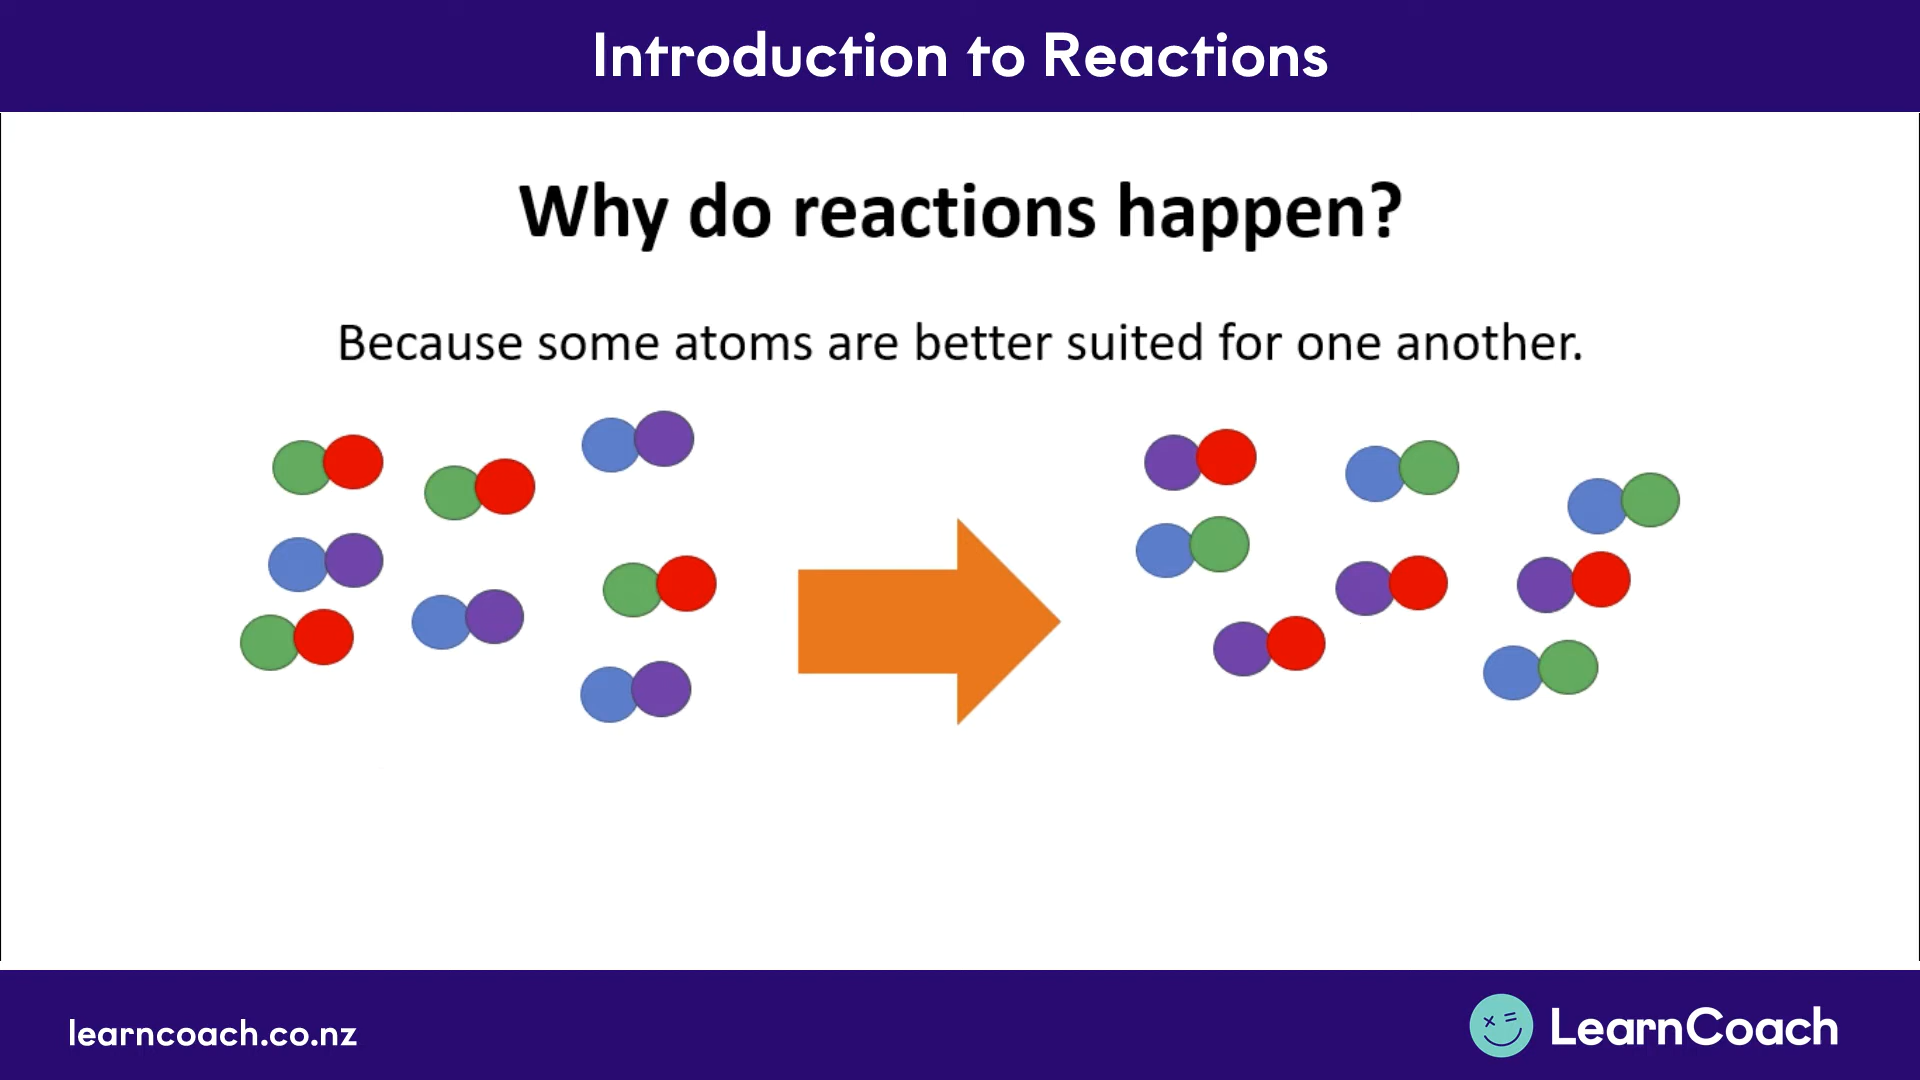 Introduction to Reactions
Why do reactions happen?
Because some atoms are better suited for one another.
learncoach.co.nz
LearnCoach